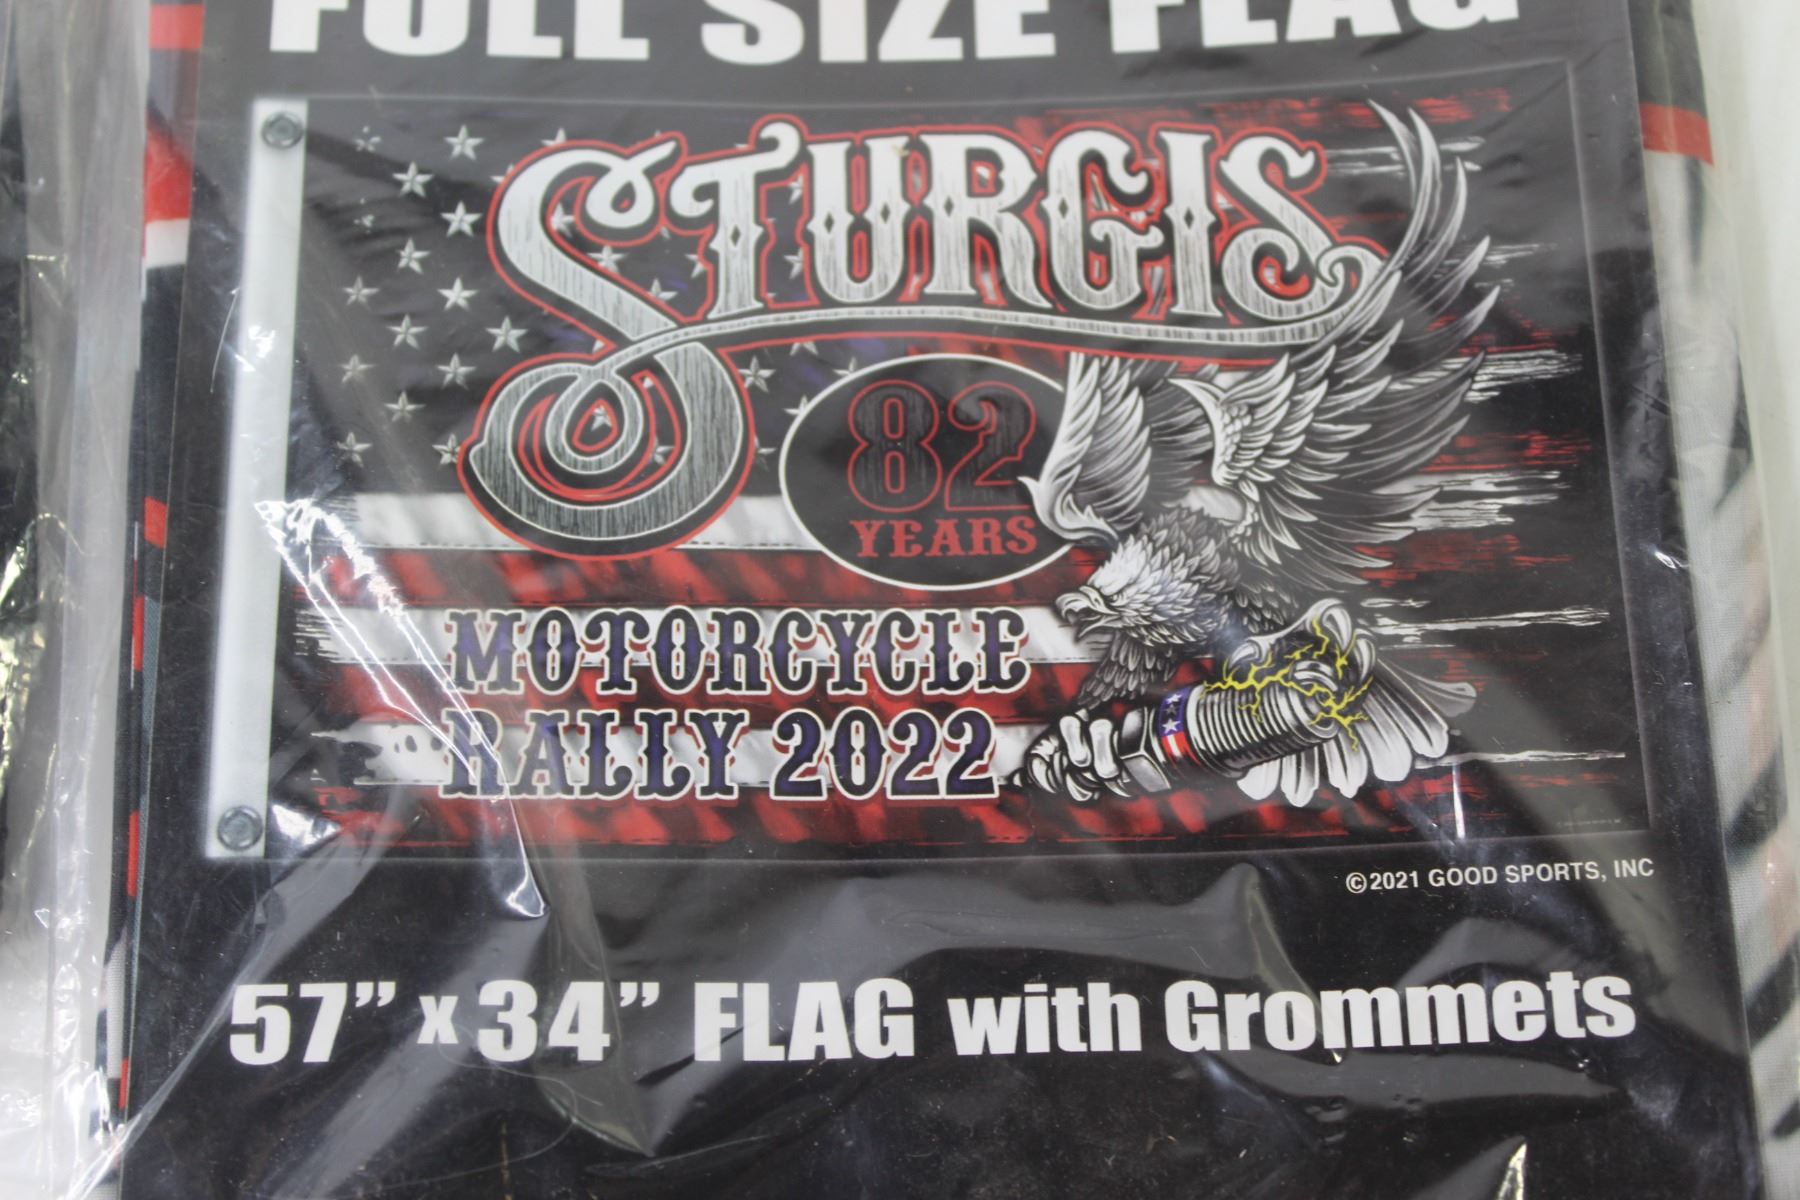 FULL SIZE FLAG
STURGIS
82
YEARS
MOTORCYCLE
RALLY 2022
©2021 GOOD SPORTS, INC
57” x 34” FLAG with Grommets